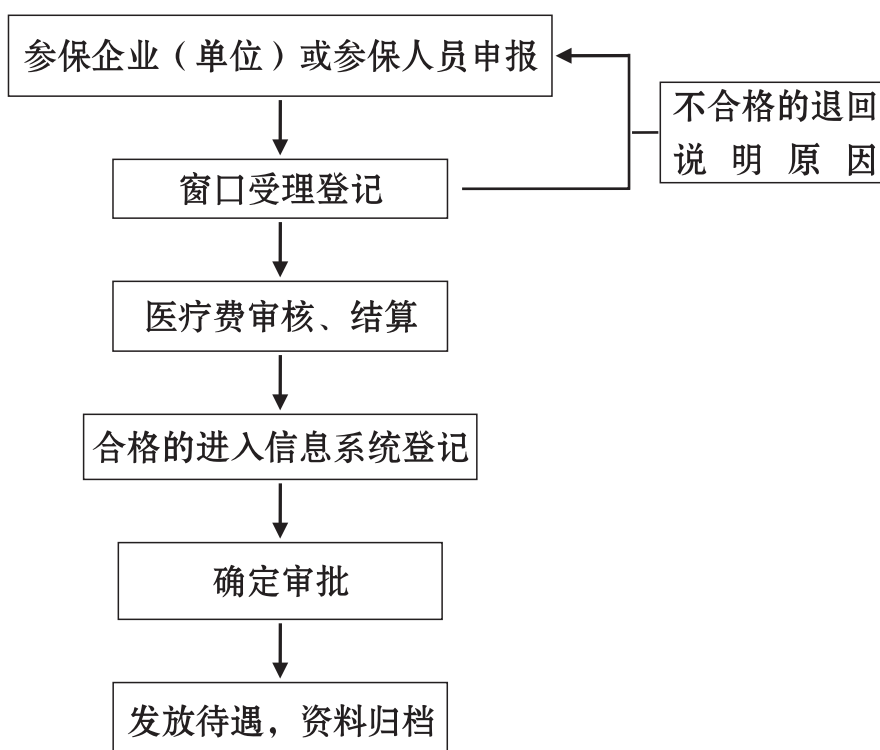 参保企业（单位）或参保人员申报
不合格的退回
说明原因
窗口受理登记
医疗费审核、结算
合格的进入信息系统登记
确定审批
发放待遇，资料归档